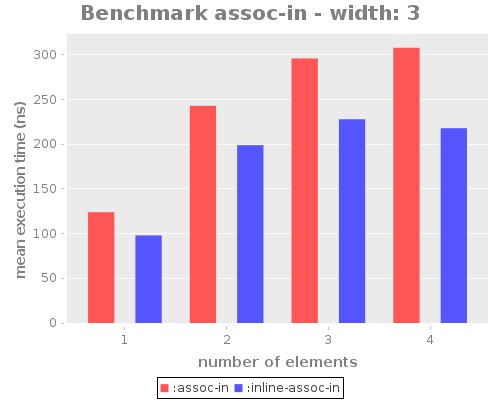 Benchmark assoc-in - width: 3
mean execution time (ns)
300
250
200
150
100
50
0
1 2 3 4
number of elements
:assoc-in :inline-assoc-in